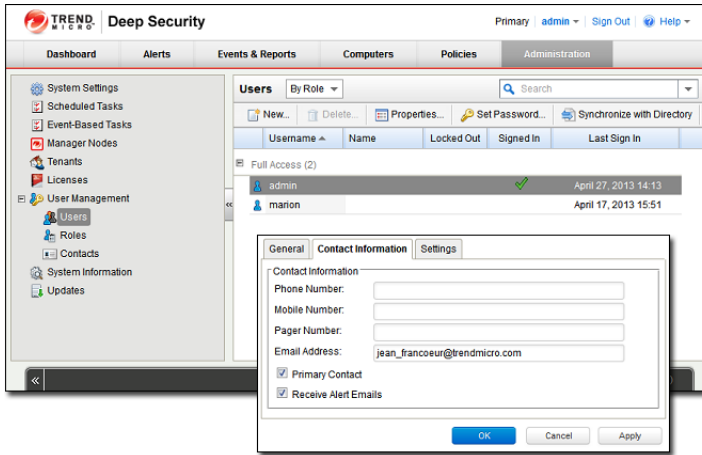 TREND MICRO Deep Security
Primary admin Sign Out Help
Dashboard Alerts Events & Reports Computers Policies Administration
System Settings
Scheduled Tasks
Event-Based Tasks
Manager Nodes
Tenants
Licenses
User Management
Users
Roles
Contacts
System Information
Updates
Users By Role Search
New... Delete... Properties... Set Password... Synchronize with Directory
Username Name Locked Out Signed In Last Sign In
Full Access (2)
admin April 27, 2013 14:13
marion April 17, 2013 15:51
General Contact Information Settings
Contact Information
Phone Number:
Mobile Number:
Pager Number:
Email Address: jean_francoeur@trendmicro.com
Primary Contact
Receive Alert Emails
OK Cancel Apply